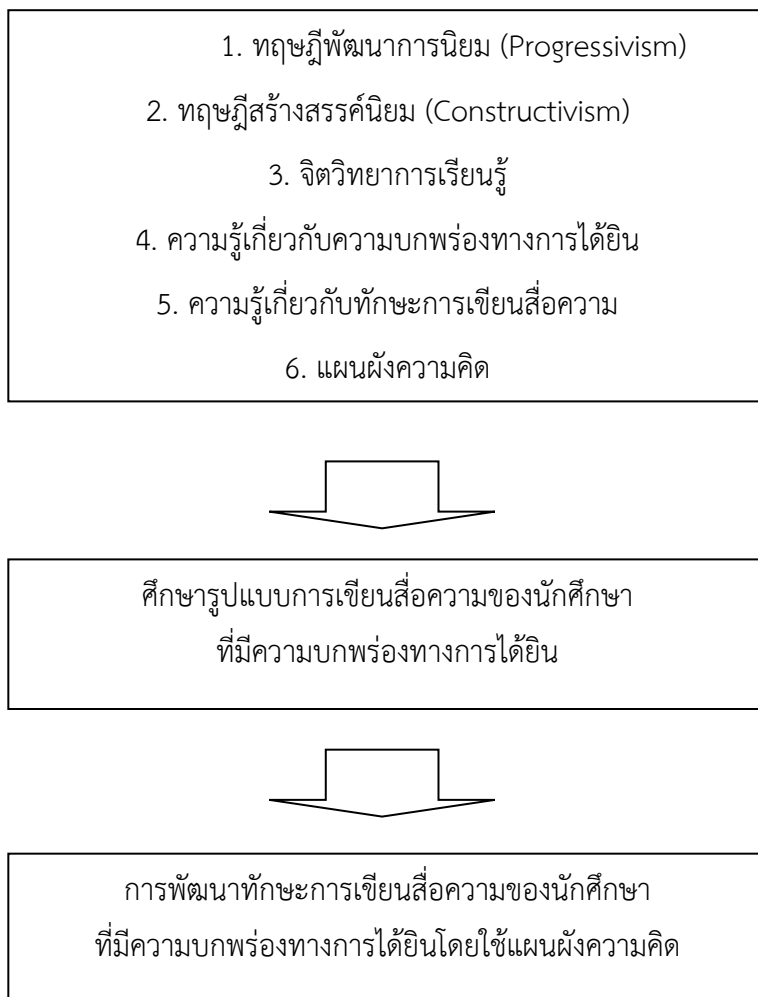 1. ทฤษฎีพัฒนาการนิยม (Progressivism)
2. ทฤษฎีสร้างสรรค์นิยม (Constructivism)
3. จิตวิทยาการเรียนรู้
4. ความรู้เกี่ยวกับความบกพร่องทางการได้ยิน
5. ความรู้เกี่ยวกับทักษะการเขียนสื่อความ
6. แผนผังความคิด
ศึกษารูปแบบการเขียนสื่อความของนักศึกษา
ที่มีความบกพร่องทางการได้ยิน
การพัฒนาทักษะการเขียนสื่อความของนักศึกษา
ที่มีความบกพร่องทางการได้ยินโดยใช้แผนผังความคิด